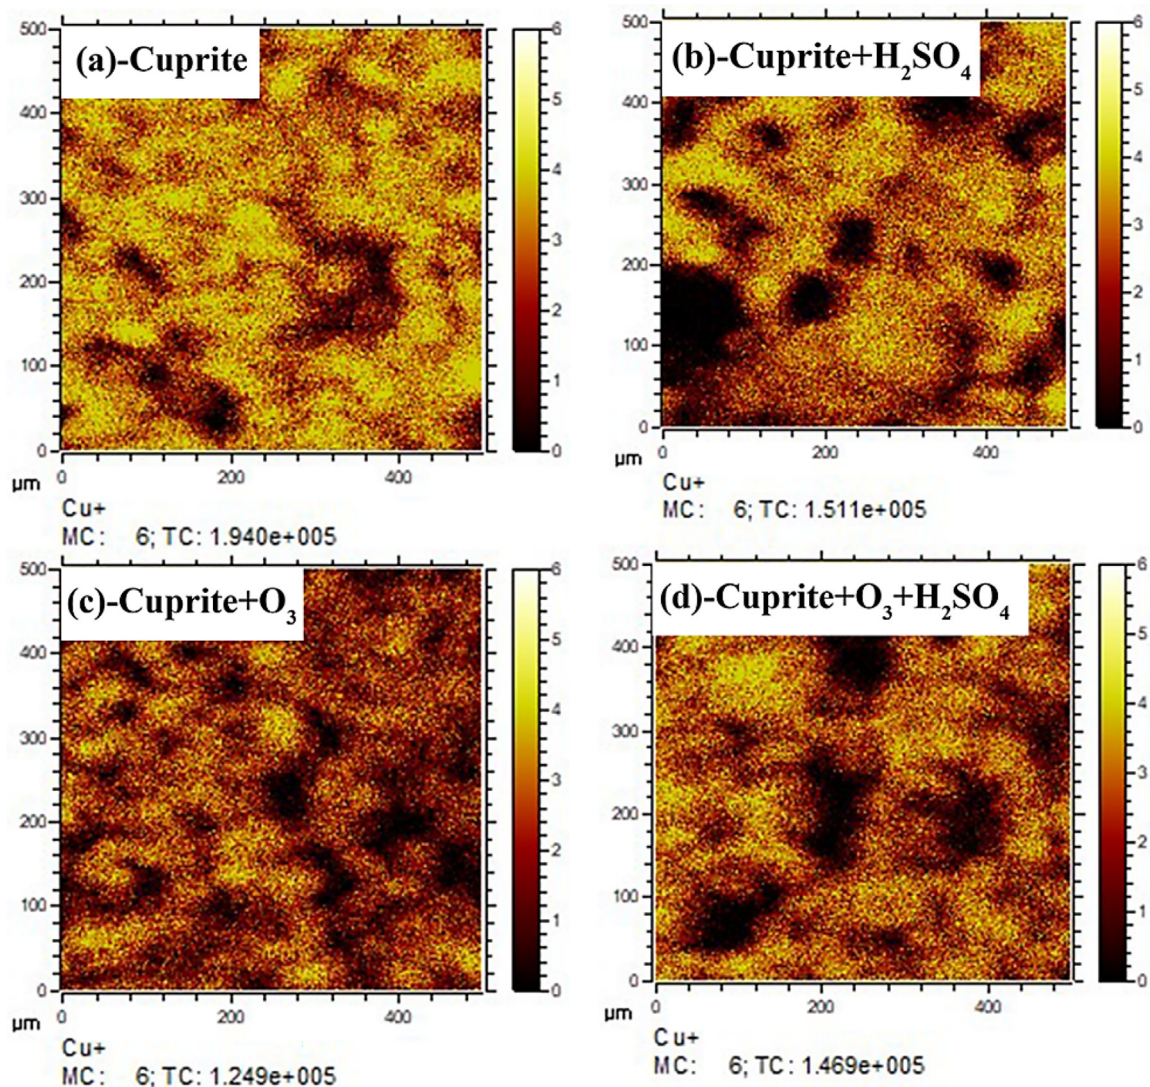 (a)-Cuprite
500
400
300
200
100
0
µm
0 200 400
6
5
4
3
2
1
0
Cu+
MC: 6; TC: 1.940e+005
(b)-Cuprite+H₂SO₄
500
400
300
200
100
0
µm
0 200 400
6
5
4
3
2
1
0
Cu+
MC: 6; TC: 1.511e+005
(c)-Cuprite+O₃
500
400
300
200
100
0
µm
0 200 400
6
5
4
3
2
1
0
Cu+
MC: 6; TC: 1.249e+005
(d)-Cuprite+O₃+H₂SO₄
500
400
300
200
100
0
µm
0 200 400
6
5
4
3
2
1
0
Cu+
MC: 6; TC: 1.469e+005